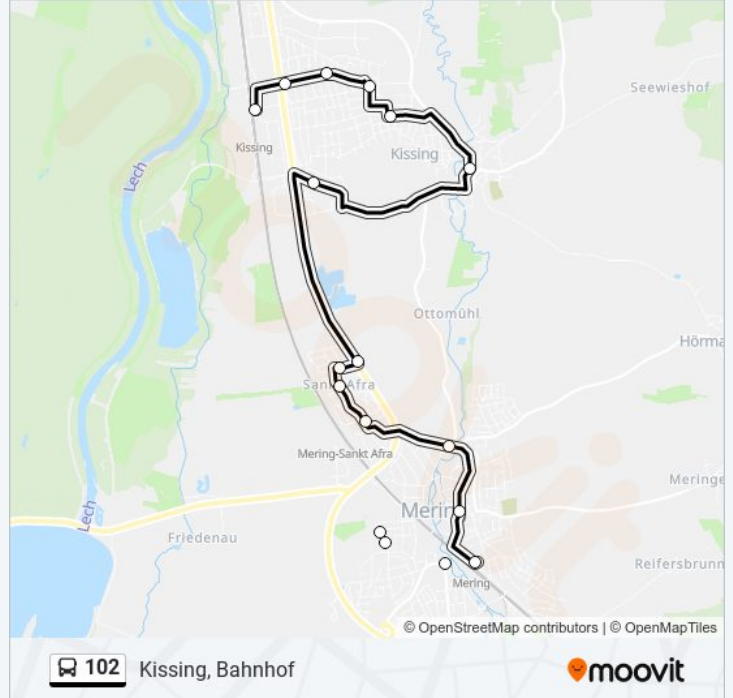 Seewieshof
Kissing
Kissing
Lech
Ottomühl
Hörma
Sankt Afra
Mering-Sankt Afra
Meringe
Mering
Lech
Friedenau
Reifersbrunn
Mering
© OpenStreetMap contributors | © OpenMapTiles
102 Kissing, Bahnhof
moovit